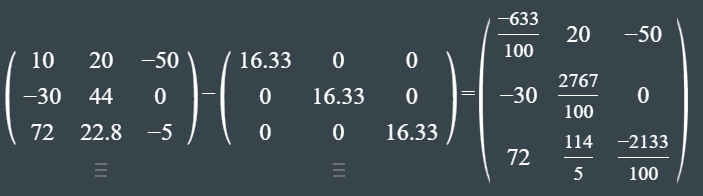 ( 10 20 −50 ) − ( 16.33 0 0 ) = ( −633/100 20 −50 )
( −30 44 0 ) ( 0 16.33 0 ) ( −30 2767/100 0 )
( 72 22.8 −5 ) ( 0 0 16.33 ) ( 72 114/5 −2133/100 )